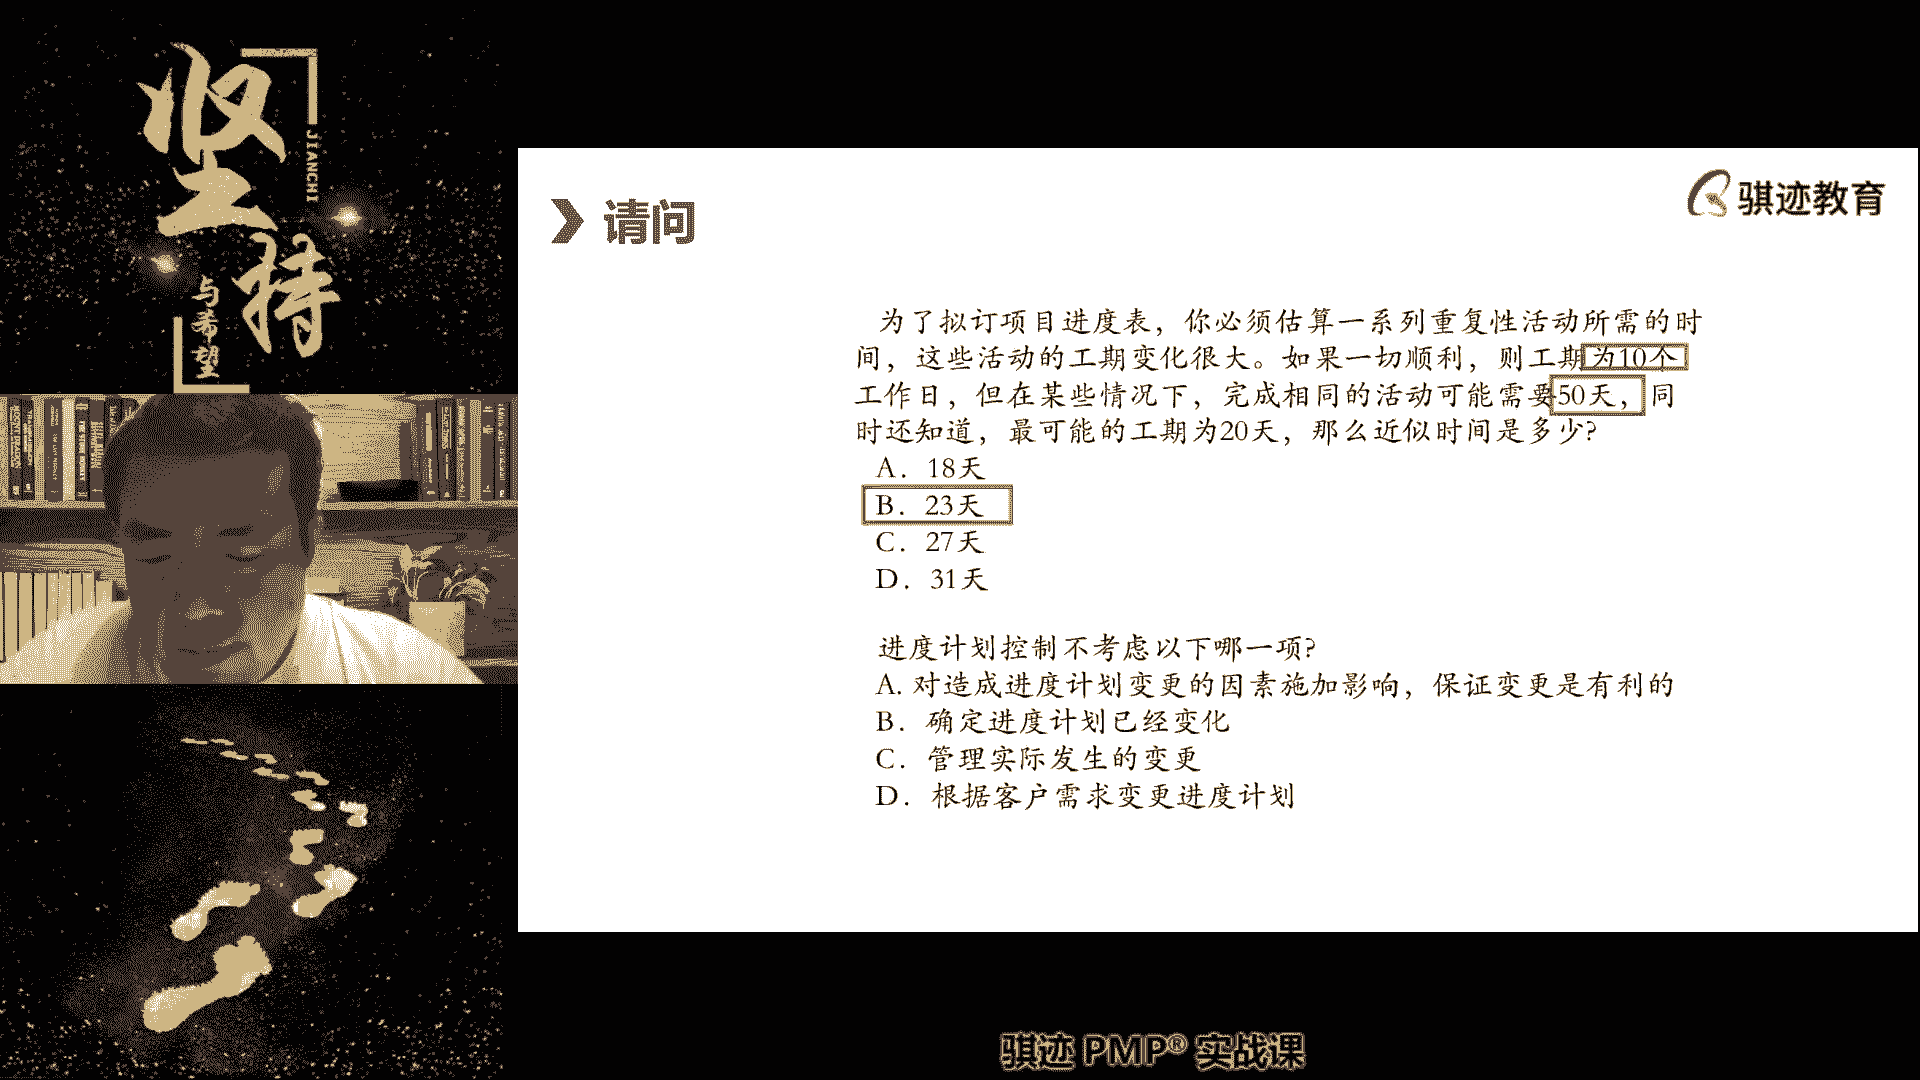 坚持
JIANCHI
与希望
骐迹教育
请问
为了拟订项目进度表，你必须估算一系列重复性活动所需的时
间，这些活动的工期变化很大。如果一切顺利，则工期为10个
工作日，但在某些情况下，完成相同的活动可能需要50天，同
时还知道，最可能的工期为20天，那么近似时间是多少?
A．18天
B．23天
C．27天
D．31天
进度计划控制不考虑以下哪一项?
A. 对造成进度计划变更的因素施加影响，保证变更是有利的
B．确定进度计划已经变化
C．管理实际发生的变更
D．根据客户需求变更进度计划
骐迹 PMP® 实战课